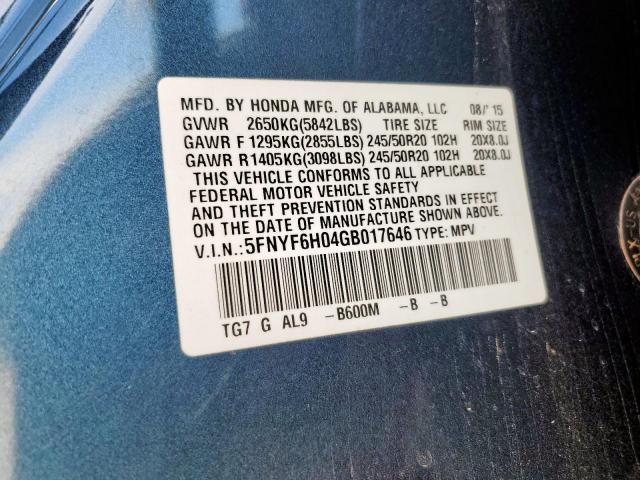 MFD. BY HONDA MFG. OF ALABAMA, LLC 08/'15
GVWR 2650KG(5842LBS) TIRE SIZE RIM SIZE
GAWR F 1295KG(2855LBS) 245/50R20 102H 20X8.0J
GAWR R1405KG(3098LBS) 245/50R20 102H 20X8.0J
THIS VEHICLE CONFORMS TO ALL APPLICABLE
FEDERAL MOTOR VEHICLE SAFETY
AND THEFT PREVENTION STANDARDS IN EFFECT
ON THE DATE OF MANUFACTURE SHOWN ABOVE.
V.I.N.:5FNYF6H04GB017646 TYPE: MPV
TG7 G AL9 -B600M -B -B